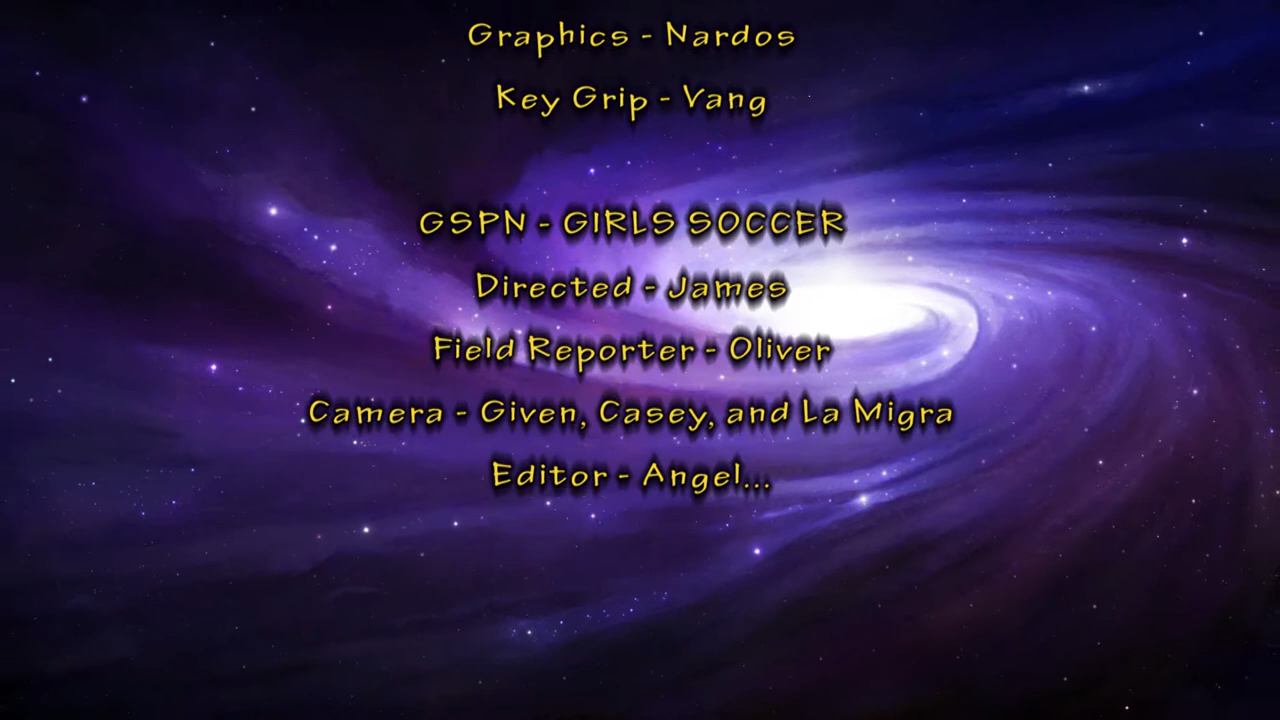 Graphics - Nardos
Key Grip - Vang
GSPN - GIRLS SOCCER
Directed - James
Field Reporter - Oliver
Camera - Given, Casey, and La Migra
Editor - Angel...